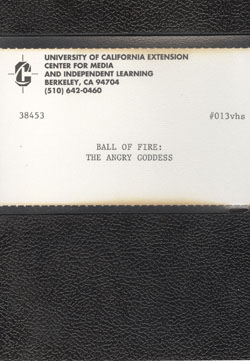 UNIVERSITY OF CALIFORNIA EXTENSION
CENTER FOR MEDIA
AND INDEPENDENT LEARNING
BERKELEY, CA 94704
(510) 642-0460
38453 #013vhs
BALL OF FIRE:
THE ANGRY GODDESS